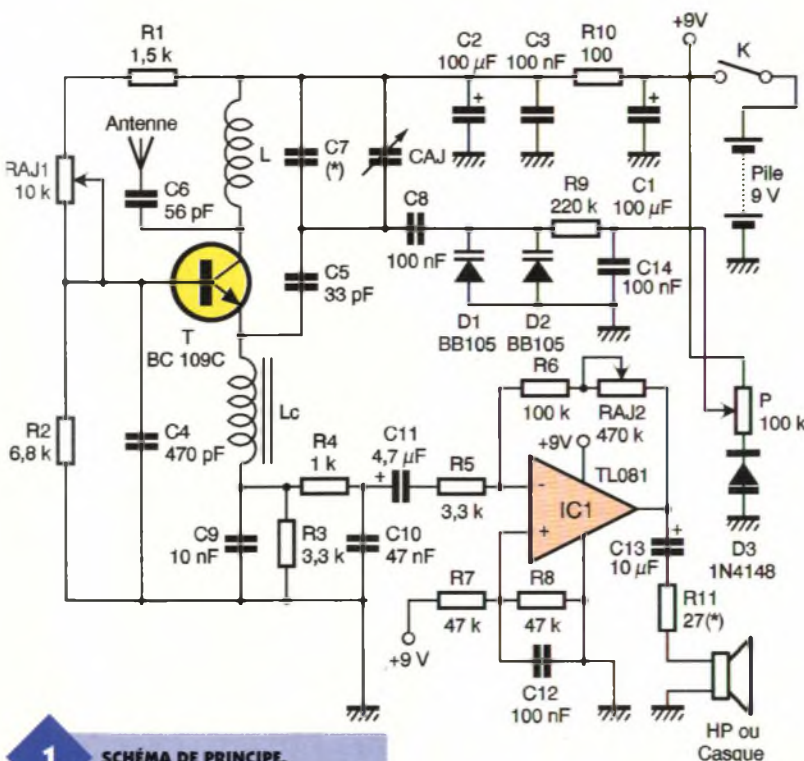 R1
1,5 k
Antenne
RAJ1
10 k
C6
56 pF
L
C7
(*)
CAJ
C2
100 µF
+
C3
100 nF
R10
100
+
C1
100 µF
+9V
K
Pile
9 V
C8
100 nF
R9
220 k
C14
100 nF
C5
33 pF
T
BC 109C
D1
BB105
D2
BB105
R2
6,8 k
C4
470 pF
Lc
R4
1 k
C11
4,7 µF
+
R5
3,3 k
R6
100 k
RAJ2
470 k
+9V
TL081
-
IC1
+
P
100 k
C9
10 nF
R3
3,3 k
C10
47 nF
R7
47 k
R8
47 k
+9 V
C12
100 nF
C13
10 µF
+
R11
27(*)
D3
1N4148
HP ou
Casque
1
SCHÉMA DE PRINCIPE.